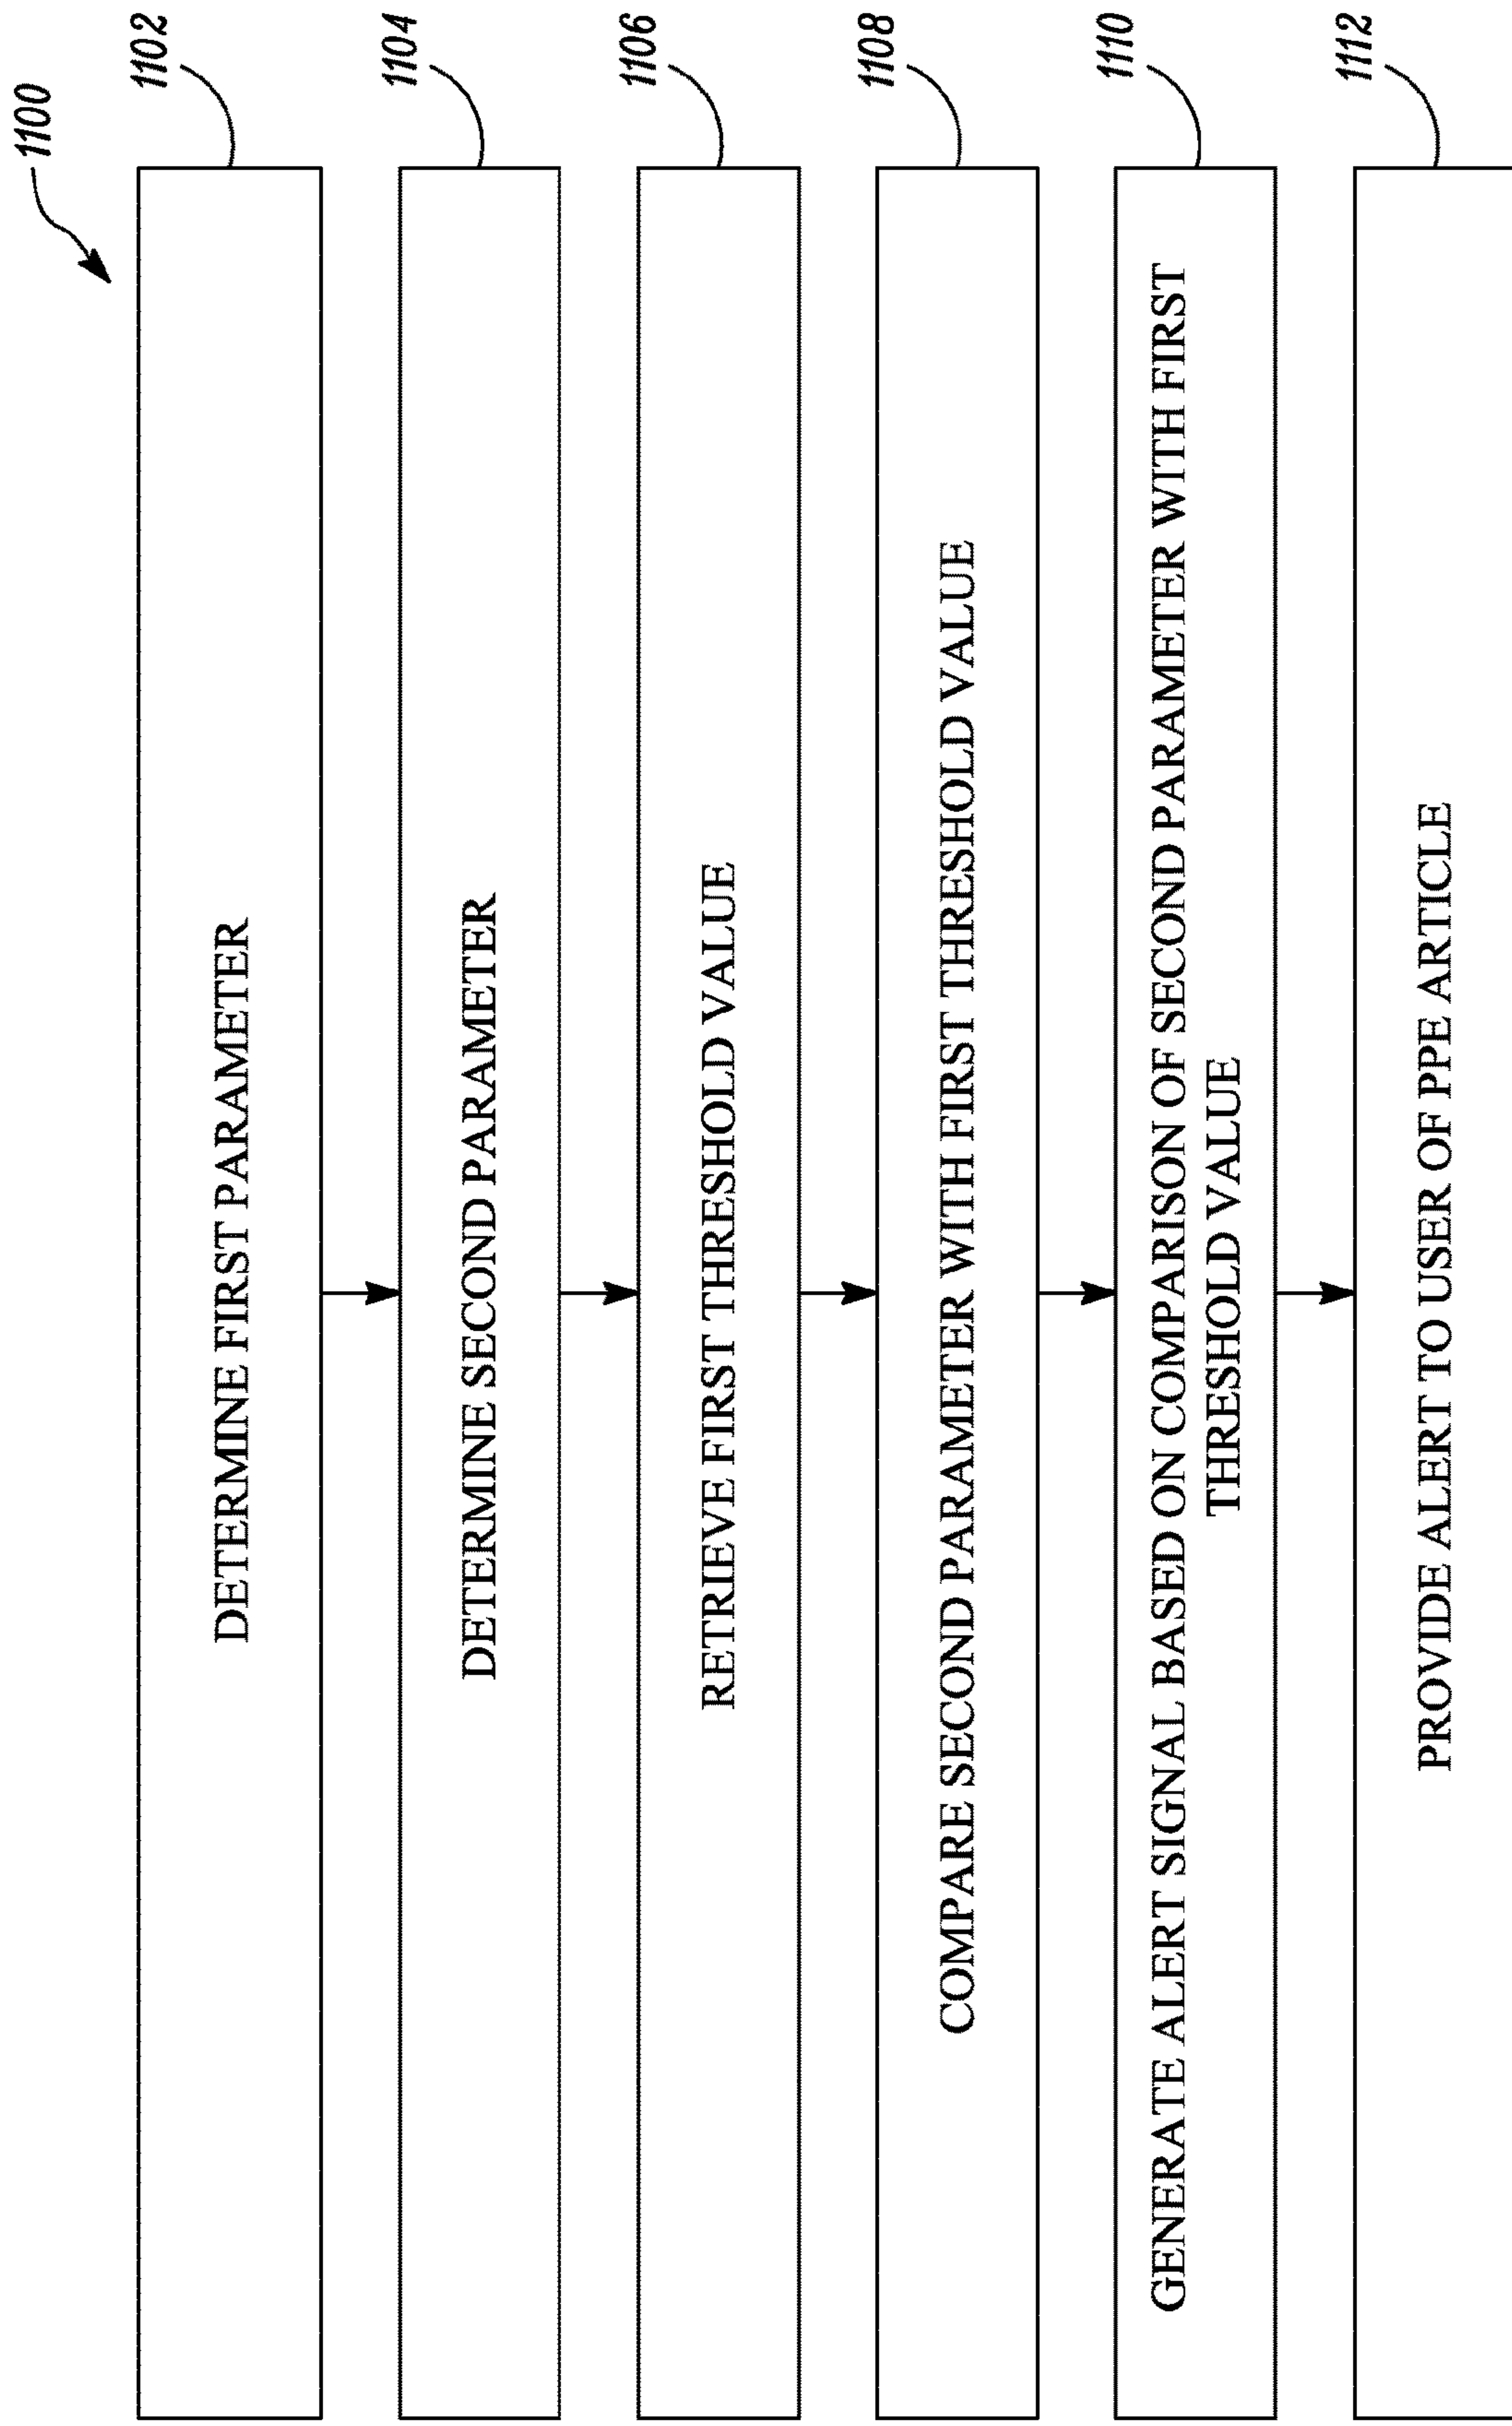 1100
1102
DETERMINE FIRST PARAMETER
1104
DETERMINE SECOND PARAMETER
1106
RETRIEVE FIRST THRESHOLD VALUE
1108
COMPARE SECOND PARAMETER WITH FIRST THRESHOLD VALUE
1110
GENERATE ALERT SIGNAL BASED ON COMPARISON OF SECOND PARAMETER WITH FIRST
THRESHOLD VALUE
1112
PROVIDE ALERT TO USER OF PPE ARTICLE